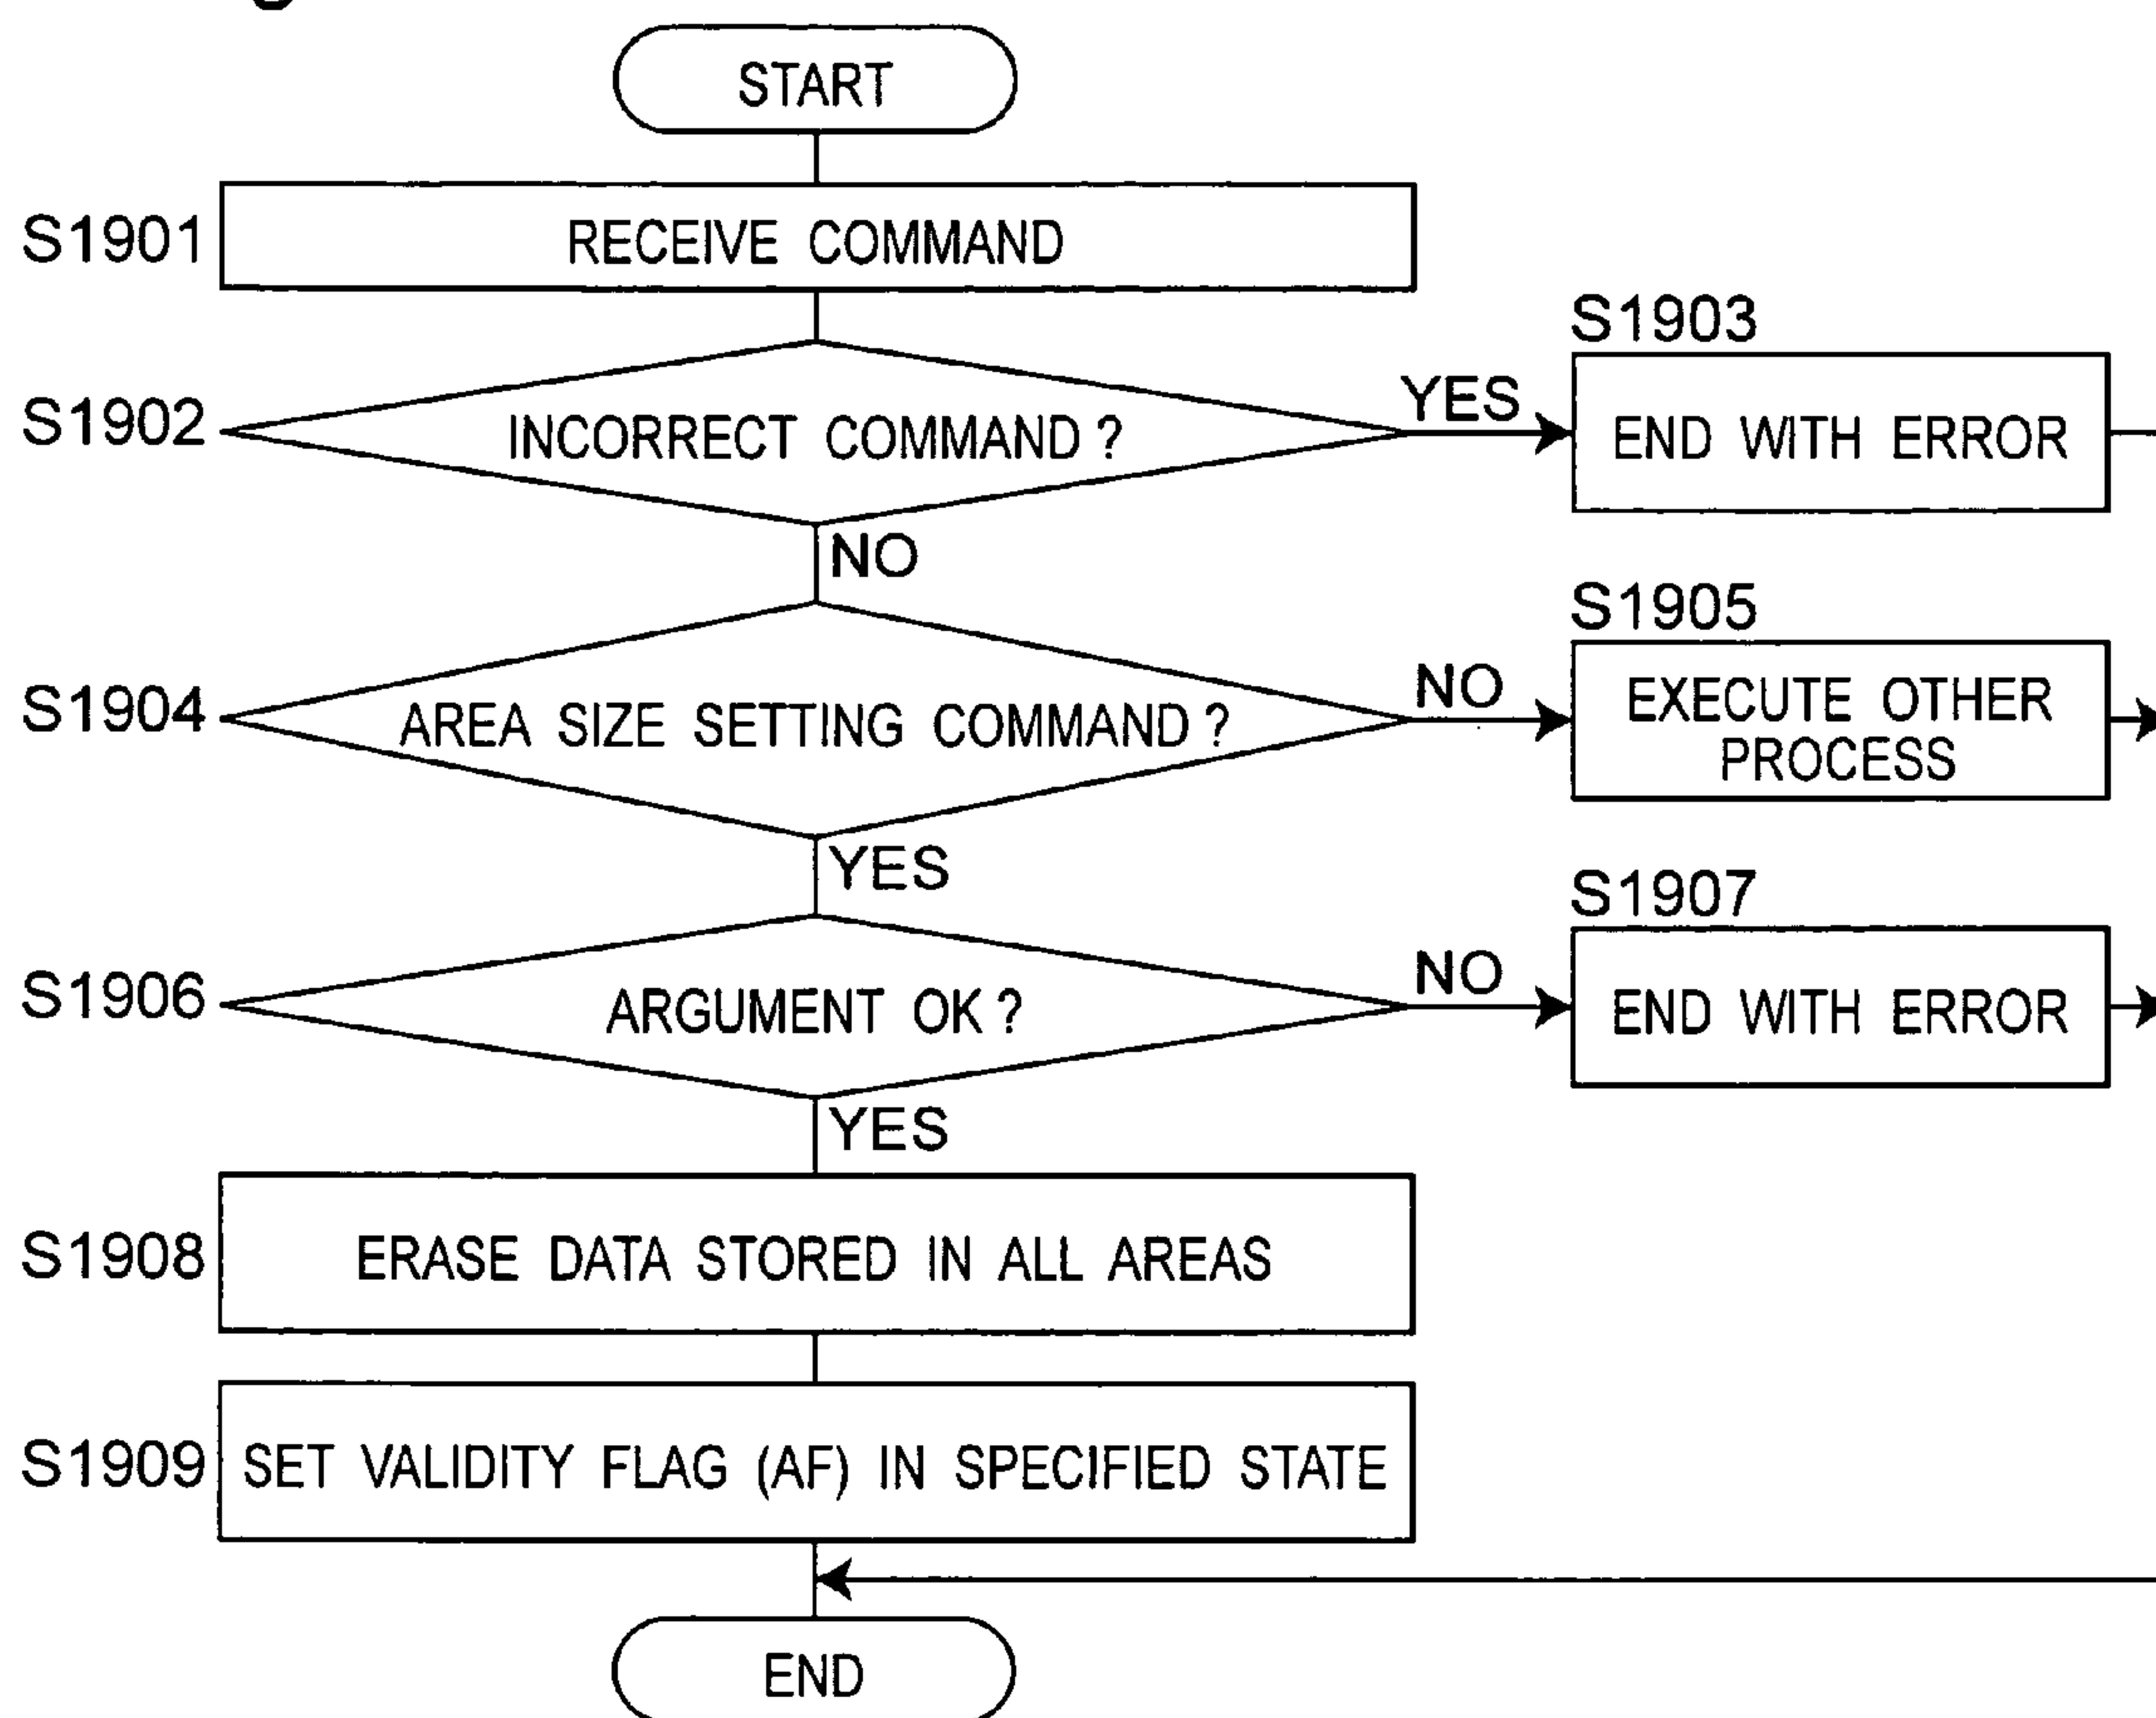 START
S1901
RECEIVE COMMAND
S1902
INCORRECT COMMAND ?
YES
S1903
END WITH ERROR
NO
S1904
AREA SIZE SETTING COMMAND ?
NO
S1905
EXECUTE OTHER
PROCESS
YES
S1906
ARGUMENT OK ?
NO
S1907
END WITH ERROR
YES
S1908
ERASE DATA STORED IN ALL AREAS
S1909
SET VALIDITY FLAG (AF) IN SPECIFIED STATE
END